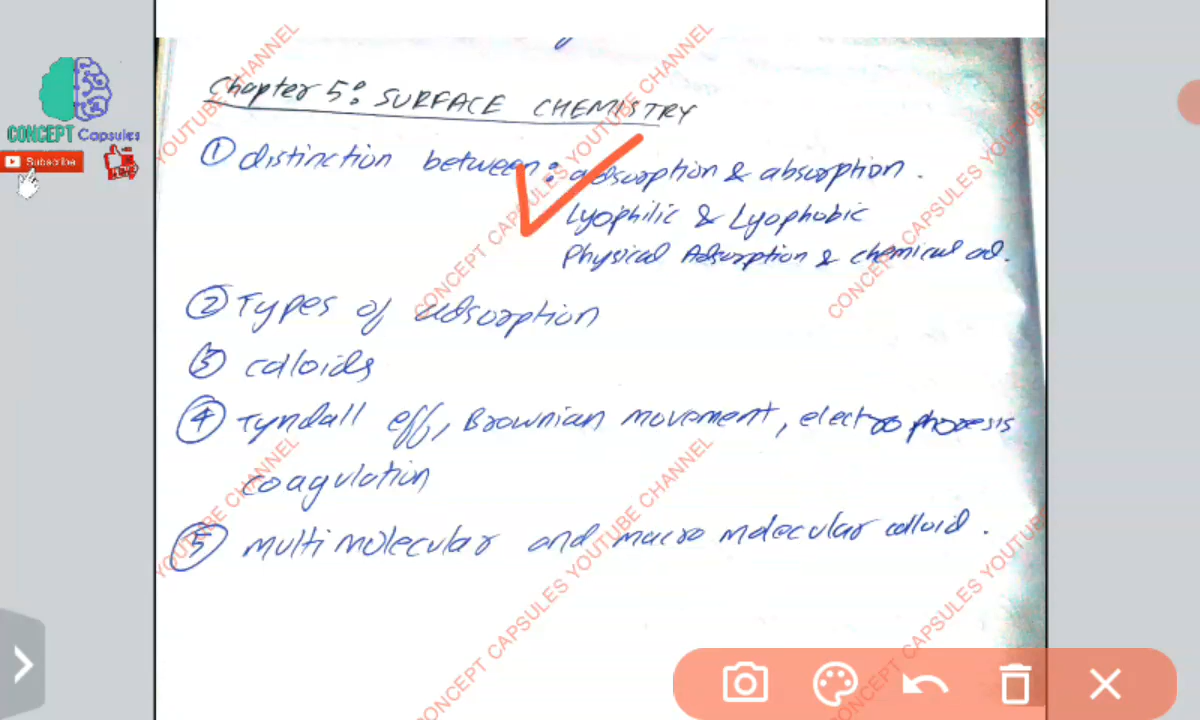 Chapter 5: SURFACE CHEMISTRY
① distinction between: adsorption & absorption.
Lyophilic & Lyophobic
Physical Adsorption & chemical ad.
② Types of adsorption
③ colloids
④ Tyndall eff, Brownian movement, electrophoresis
coagulation
⑤ multimolecular and macro molecular colloid.
CONCEPT Capsules
Subscribe
CONCEPT CAPSULES YOUTUBE CHANNEL